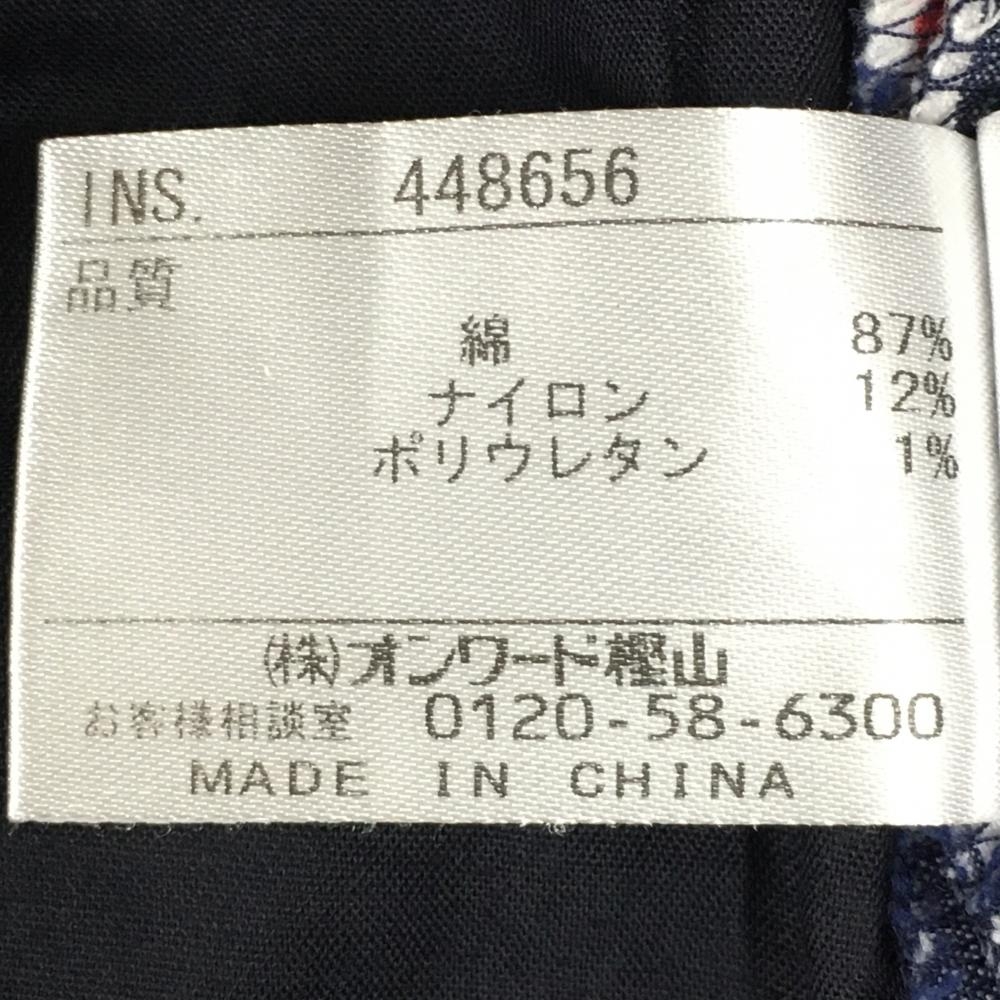 INS. 448656
品質
綿 87%
ナイロン 12%
ポリウレタン 1%
㈱オンワード樫山
お客様相談室 0120-58-6300
MADE IN CHINA